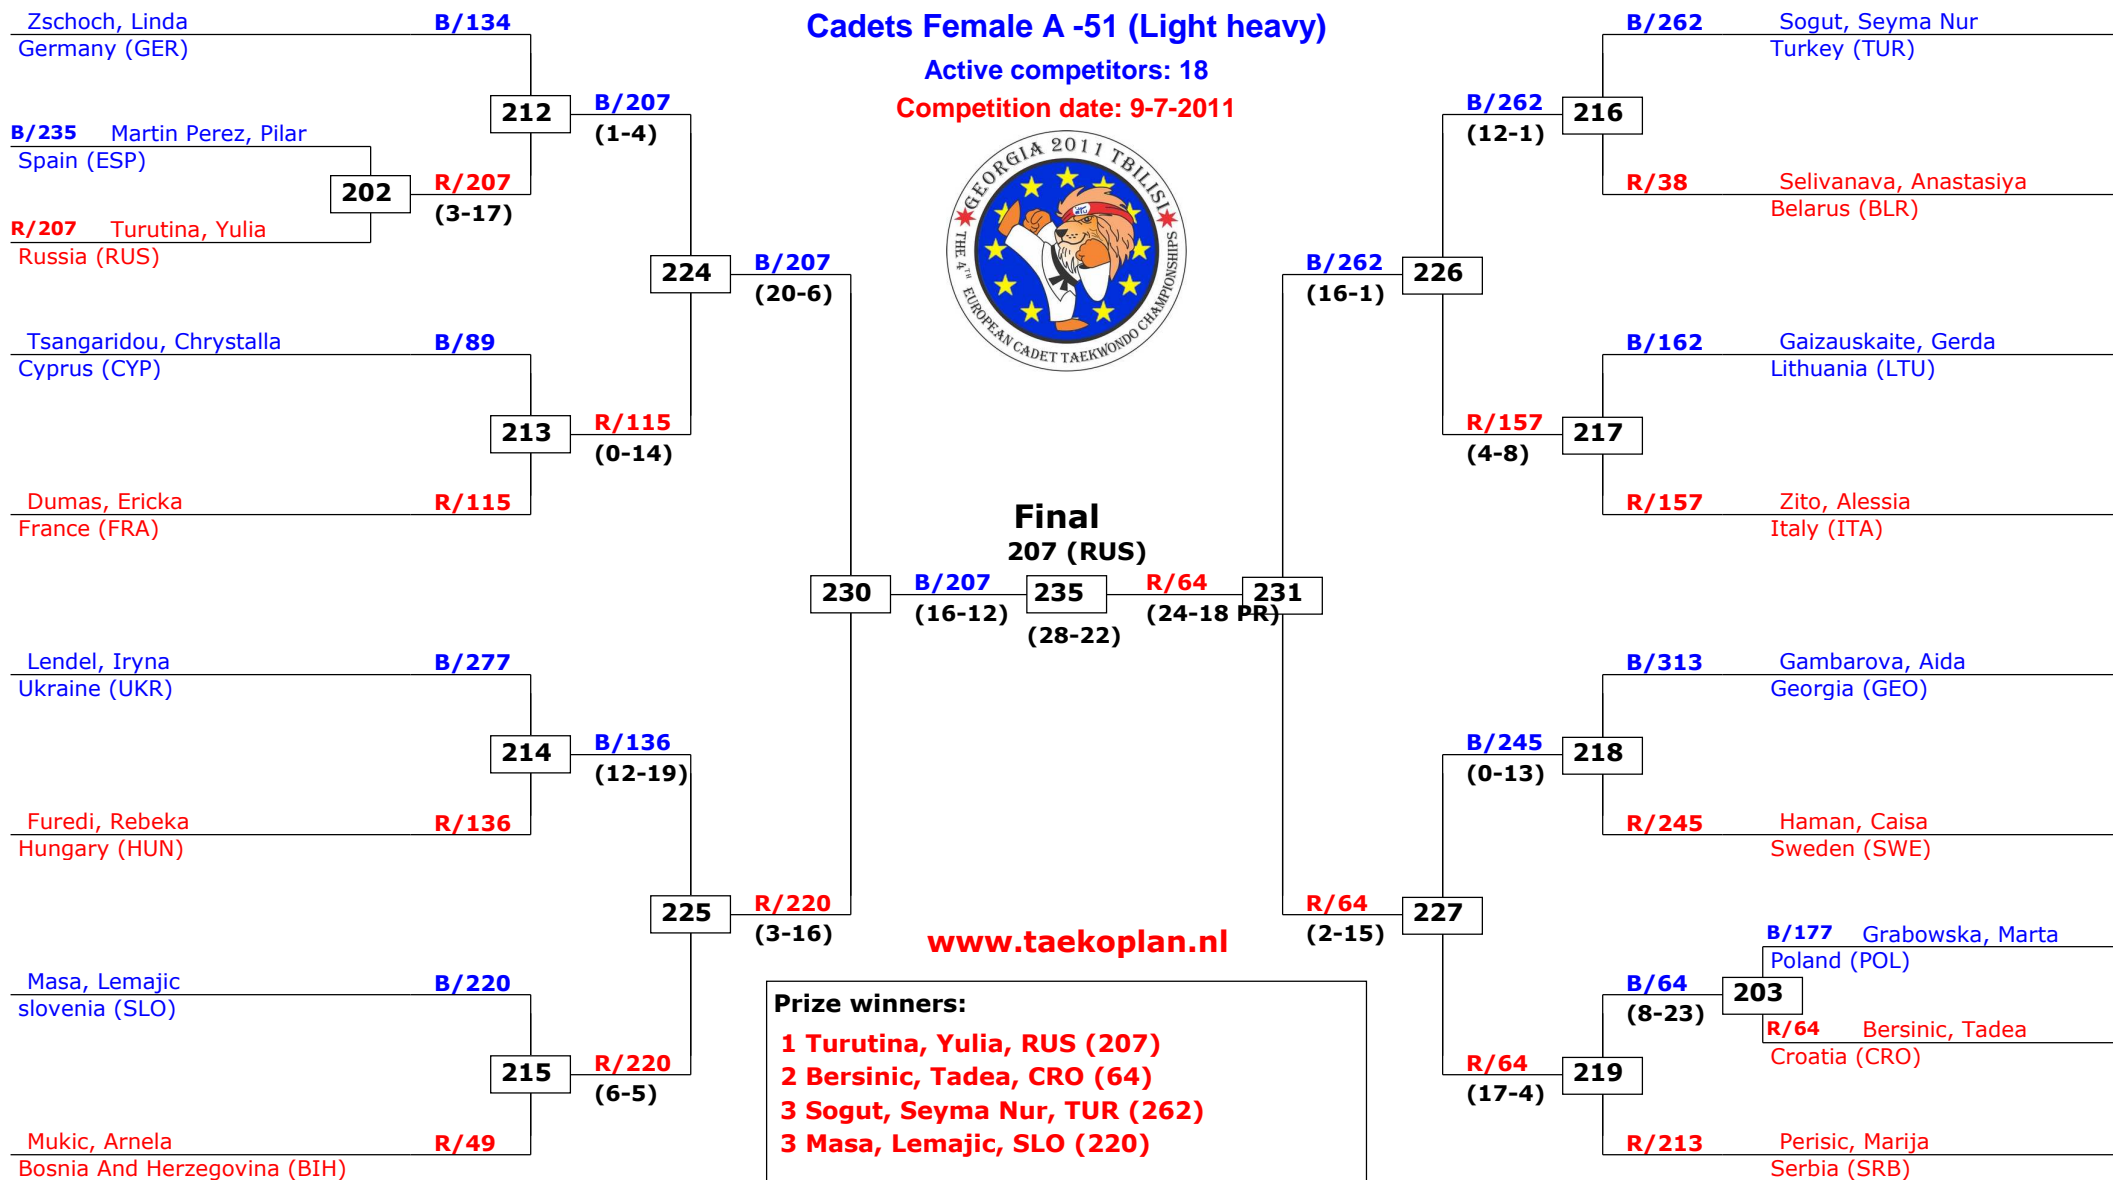 Cadets Female A -51 (Light heavy)
Active competitors: 18
Competition date: 9-7-2011
GEORGIA 2011 TBILISI
THE 4TH EUROPEAN CADET TAEKWONDO CHAMPIONSHIPS
ETU
Zschoch, Linda B/134
Germany (GER)
212
B/207
(1-4)
B/235 Martin Perez, Pilar
Spain (ESP)
202
R/207
(3-17)
R/207 Turutina, Yulia
Russia (RUS)
224
B/207
(20-6)
Tsangaridou, Chrystalla B/89
Cyprus (CYP)
213
R/115
(0-14)
Dumas, Ericka R/115
France (FRA)
230
B/207
(16-12)
Lendel, Iryna B/277
Ukraine (UKR)
214
B/136
(12-19)
Furedi, Rebeka R/136
Hungary (HUN)
225
R/220
(3-16)
Masa, Lemajic B/220
slovenia (SLO)
215
R/220
(6-5)
Mukic, Arnela R/49
Bosnia And Herzegovina (BIH)
Final
207 (RUS)
235
(28-22)
R/64
(24-18 PR)
231
B/262 Sogut, Seyma Nur
Turkey (TUR)
B/262
(12-1)
216
R/38 Selivanava, Anastasiya
Belarus (BLR)
B/262
(16-1)
226
B/162 Gaizauskaite, Gerda
Lithuania (LTU)
R/157
(4-8)
217
R/157 Zito, Alessia
Italy (ITA)
B/313 Gambarova, Aida
Georgia (GEO)
B/245
(0-13)
218
R/245 Haman, Caisa
Sweden (SWE)
R/64
(2-15)
227
B/177 Grabowska, Marta
Poland (POL)
B/64
(8-23)
203
R/64 Bersinic, Tadea
Croatia (CRO)
R/64
(17-4)
219
R/213 Perisic, Marija
Serbia (SRB)
www.taekoplan.nl
Prize winners:
1 Turutina, Yulia, RUS (207)
2 Bersinic, Tadea, CRO (64)
3 Sogut, Seyma Nur, TUR (262)
3 Masa, Lemajic, SLO (220)